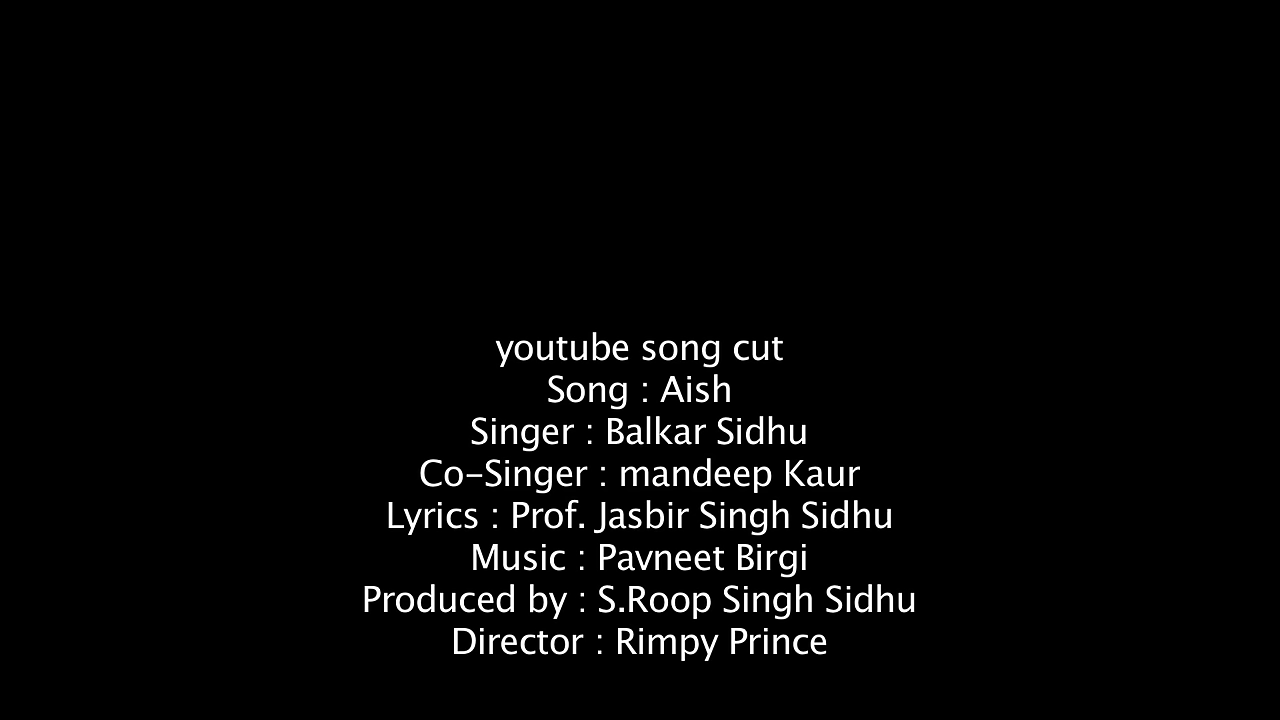 youtube song cut
Song : Aish
Singer : Balkar Sidhu
Co-Singer : mandeep Kaur
Lyrics : Prof. Jasbir Singh Sidhu
Music : Pavneet Birgi
Produced by : S.Roop Singh Sidhu
Director : Rimpy Prince